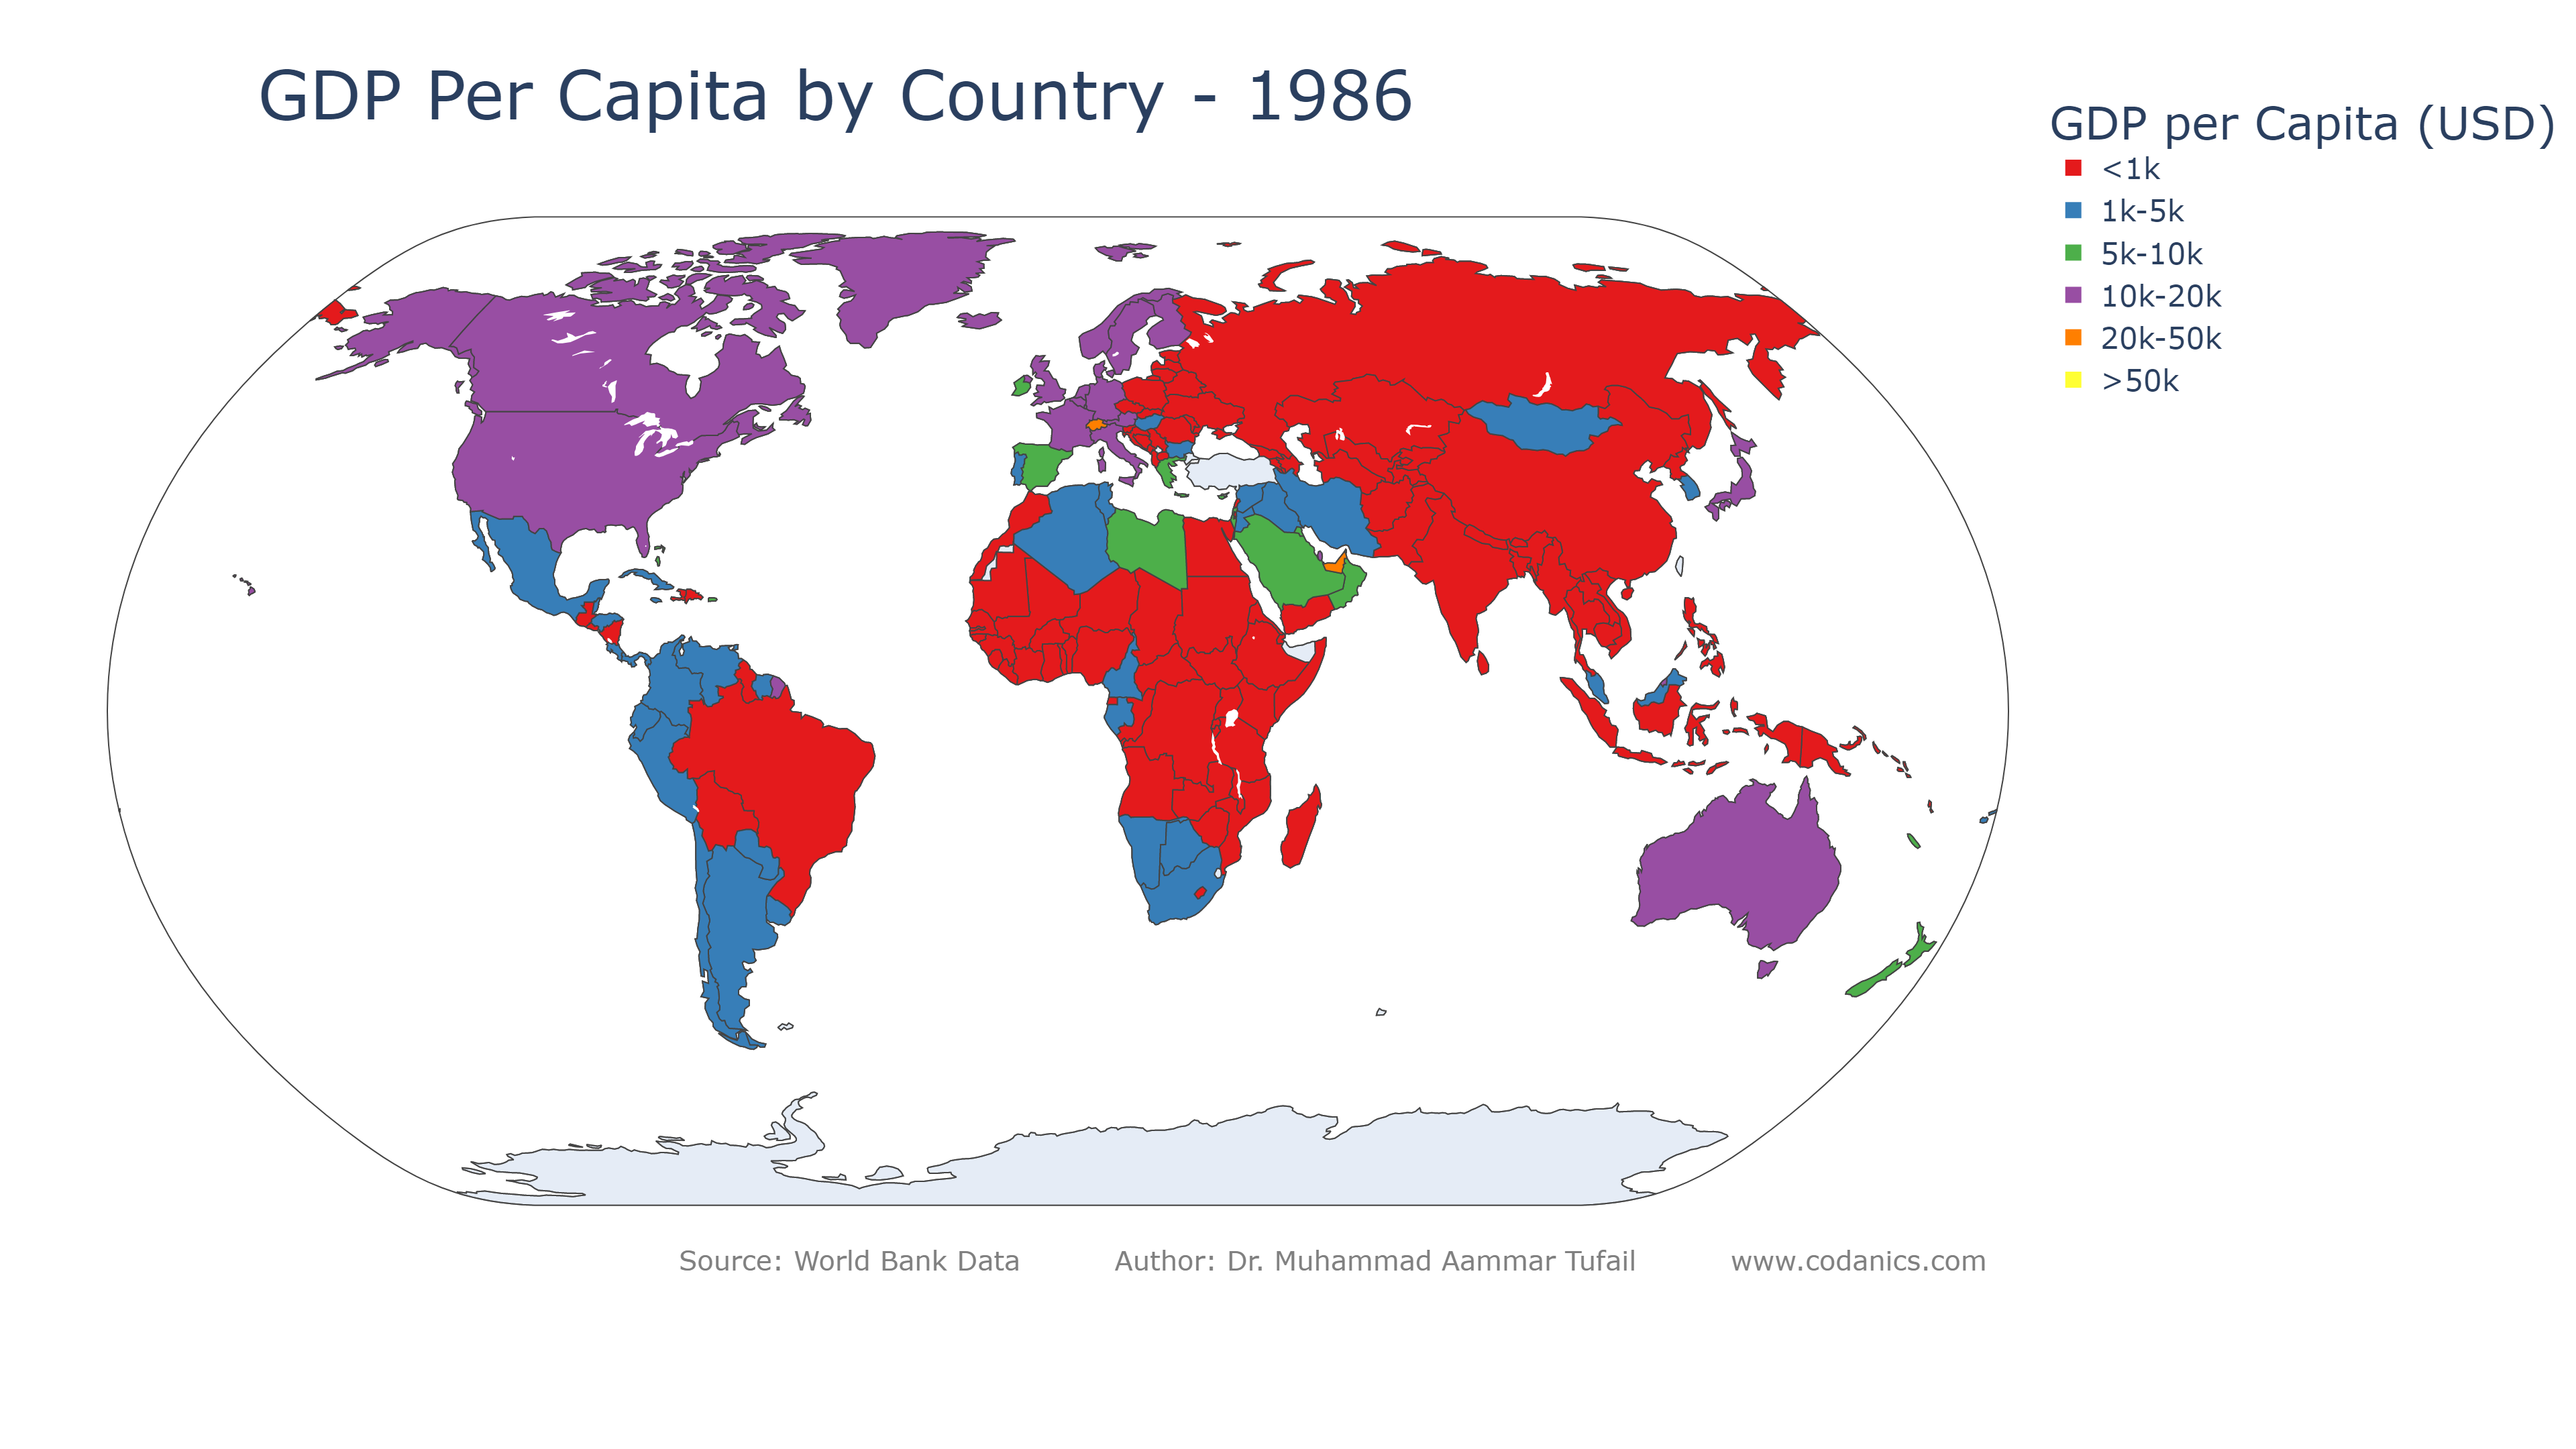 GDP Per Capita by Country - 1986
GDP per Capita (USD)
<1k
1k-5k
5k-10k
10k-20k
20k-50k
>50k
Source: World Bank Data
Author: Dr. Muhammad Aammar Tufail
www.codanics.com